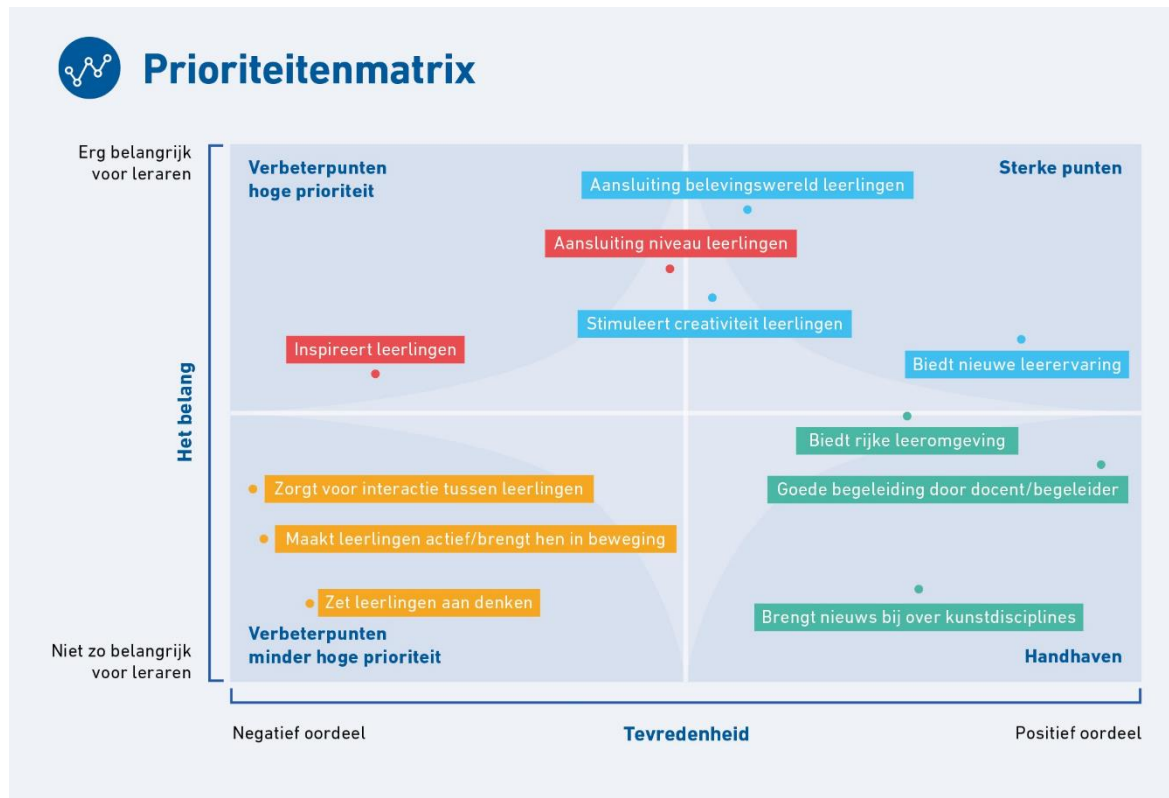 Prioriteitenmatrix
Erg belangrijk
voor leraren
Verbeterpunten
hoge prioriteit
Sterke punten
Aansluiting belevingswereld leerlingen
Aansluiting niveau leerlingen
Stimuleert creativiteit leerlingen
Inspireert leerlingen
Biedt nieuwe leerervaring
Het belang
Biedt rijke leeromgeving
Zorgt voor interactie tussen leerlingen
Goede begeleiding door docent/begeleider
Maakt leerlingen actief/brengt hen in beweging
Zet leerlingen aan denken
Brengt nieuws bij over kunstdisciplines
Verbeterpunten
minder hoge prioriteit
Handhaven
Niet zo belangrijk
voor leraren
Negatief oordeel
Tevredenheid
Positief oordeel